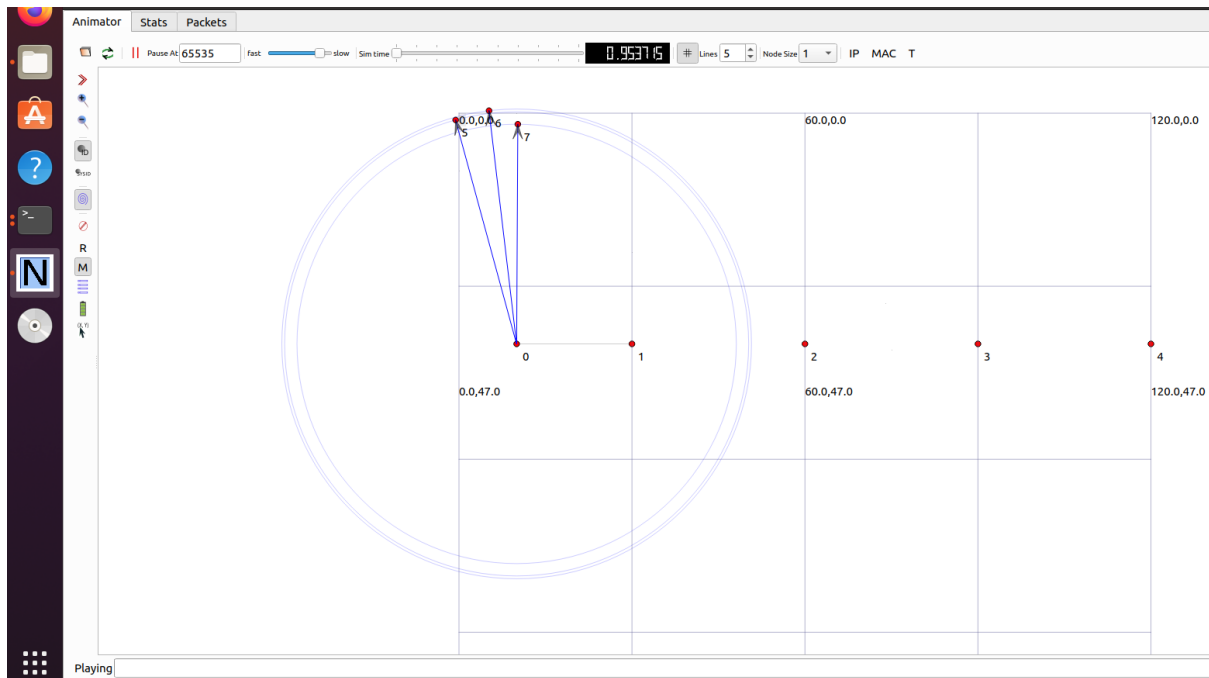 Animator Stats Packets
Pause At 65535 fast slow Sim time 0.953715 Lines 5 Node Size 1 IP MAC T
ID
SYSID
R
M
(X,Y)
0.0,0.0 60.0,0.0 120.0,0.0
5 6 7
0 1 2 3 4
0.0,47.0 60.0,47.0 120.0,47.0
Playing